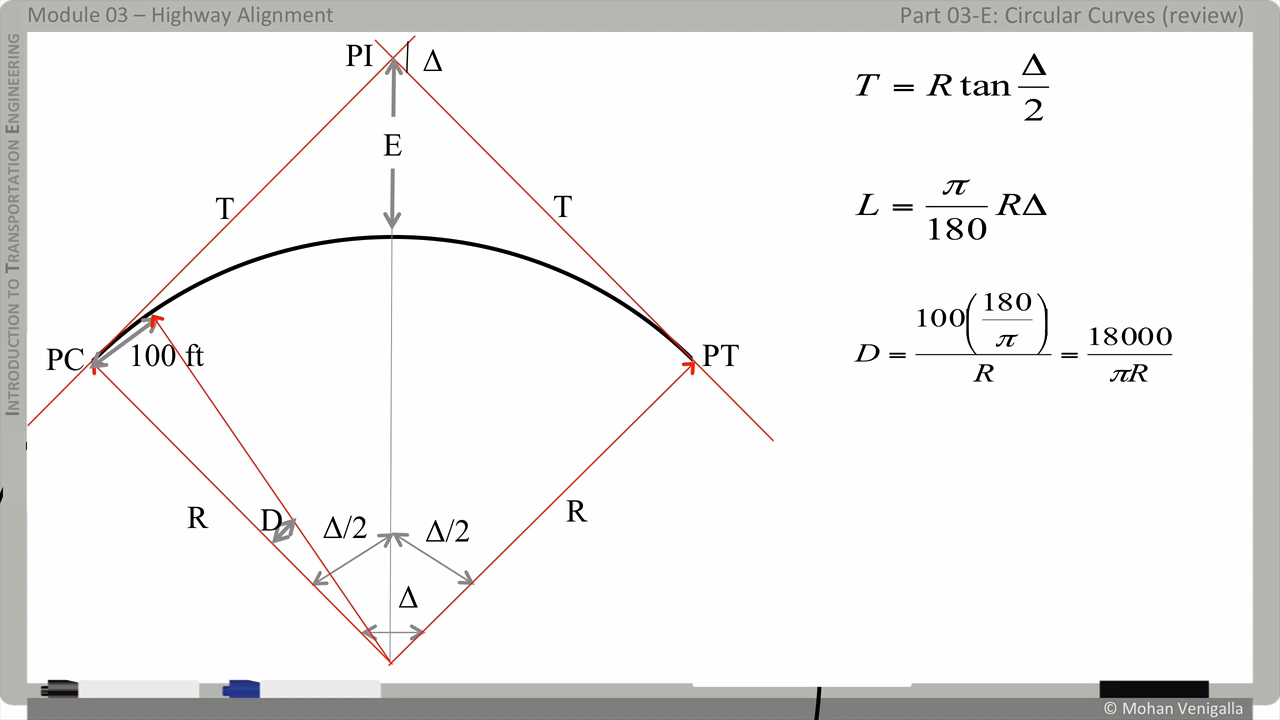 Module 03 – Highway Alignment
Part 03-E: Circular Curves (review)
INTRODUCTION TO TRANSPORTATION ENGINEERING
PI
Δ
E
T
T
PC
100 ft
PT
R
D
Δ/2
Δ/2
R
Δ
T = R tan Δ/2
L = π/180 RΔ
D = 100(180/π)/R = 18000/πR
© Mohan Venigalla